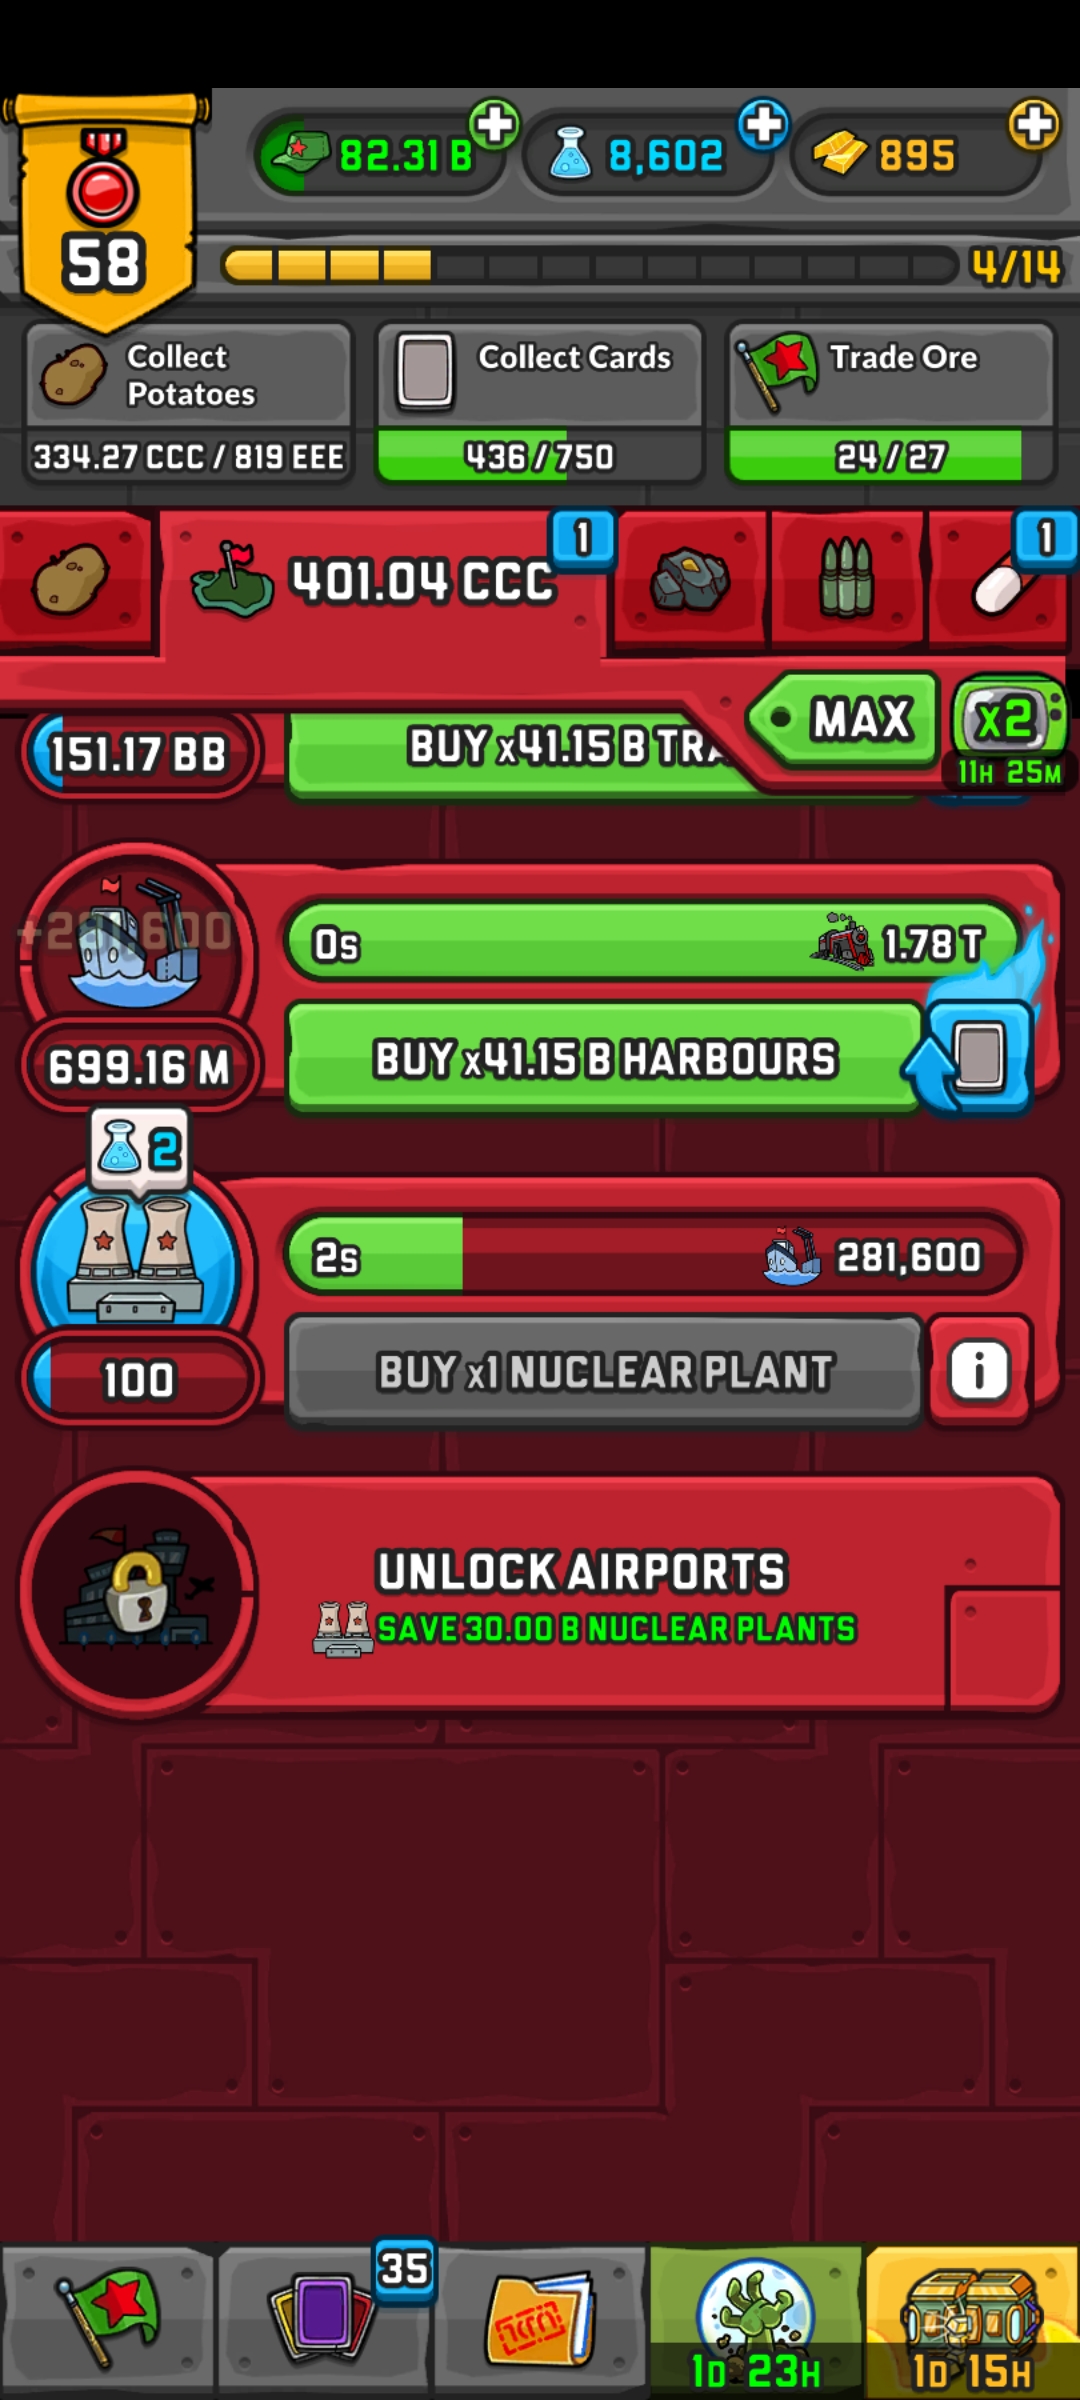 58
82.31 B
8,602
895
4/14
Collect
Potatoes
334.27 CCC / 819 EEE
Collect Cards
436 / 750
Trade Ore
24 / 27
401.04 CCC
1
1
MAX
X2
11H 25M
151.17 BB
BUY x41.15 B TRA
+281,600
0s
1.78 T
699.16 M
BUY x41.15 B HARBOURS
2
2s
281,600
100
BUY x1 NUCLEAR PLANT
i
UNLOCK AIRPORTS
SAVE 30.00 B NUCLEAR PLANTS
35
1D 23H
1D 15H